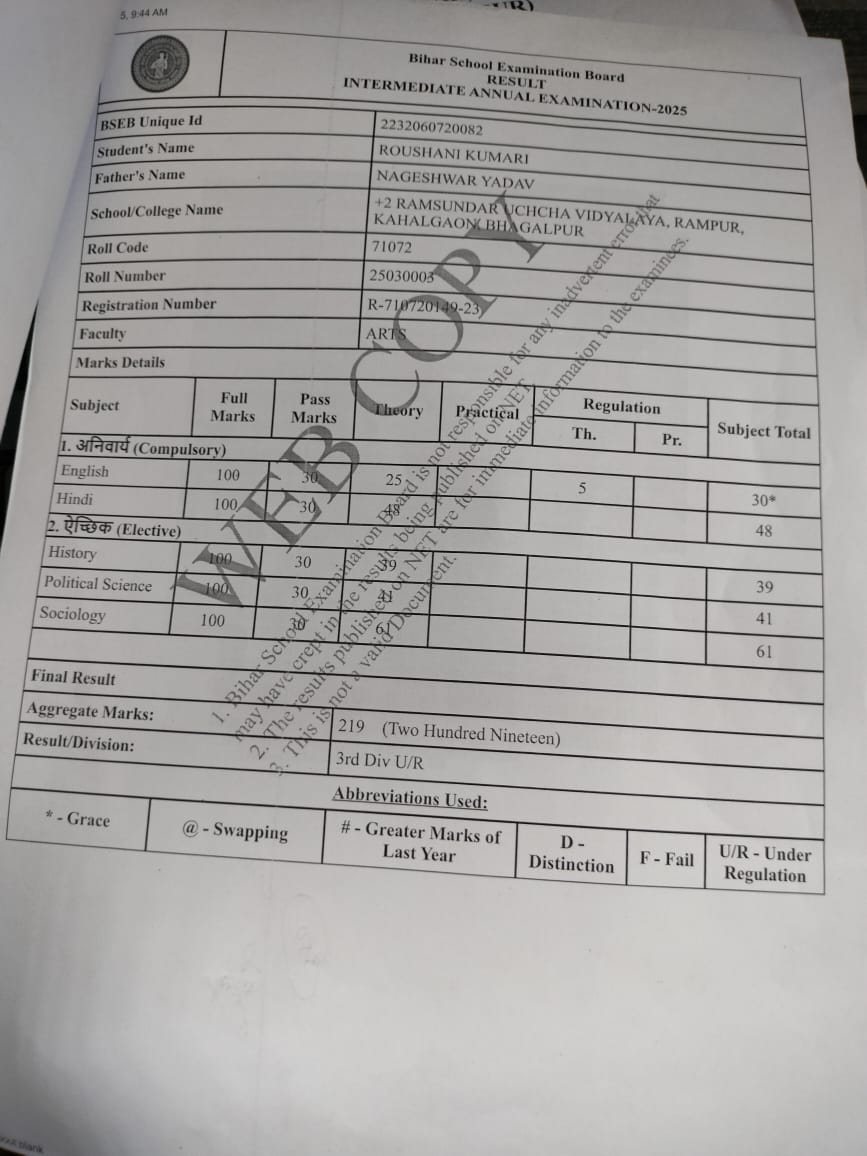 5, 9:44 AM
Bihar School Examination Board
RESULT
INTERMEDIATE ANNUAL EXAMINATION-2025
BSEB Unique Id 2232060720082
Student's Name ROUSHANI KUMARI
Father's Name NAGESHWAR YADAV
School/College Name +2 RAMSUNDAR UCHCHA VIDYALAYA, RAMPUR,
KAHALGAON BHAGALPUR
Roll Code 71072
Roll Number 25030003
Registration Number R-710720149-23
Faculty ARTS
Marks Details
Subject Full Marks Pass Marks Theory Practical Regulation Subject Total
Th. Pr.
1. अनिवार्य (Compulsory)
English 100 30 25 5 30*
Hindi 100 30 48 48
2. ऐच्छिक (Elective)
History 100 30 39 39
Political Science 100 30 41 41
Sociology 100 30 61 61
Final Result
Aggregate Marks: 219 (Two Hundred Nineteen)
Result/Division: 3rd Div U/R
Abbreviations Used:
* - Grace @ - Swapping # - Greater Marks of Last Year D - Distinction F - Fail U/R - Under Regulation
WEB COPY
1. Bihar School Examination Board is not responsible for any inadvertent error that
may have crept in the results being published on NET.
2. The results published on NET are for immediate information to the examinees.
3. This is not a valid Document.